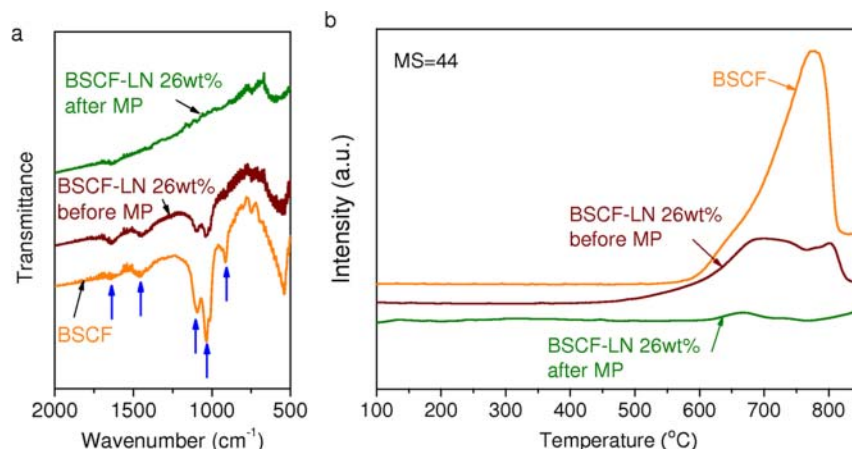 a
BSCF-LN 26wt%
after MP
BSCF-LN 26wt%
before MP
BSCF
Transmittance
2000
1500
1000
500
Wavenumber (cm⁻¹)
b
MS=44
BSCF
BSCF-LN 26wt%
before MP
BSCF-LN 26wt%
after MP
Intensity (a.u.)
100
200
300
400
500
600
700
800
Temperature (°C)